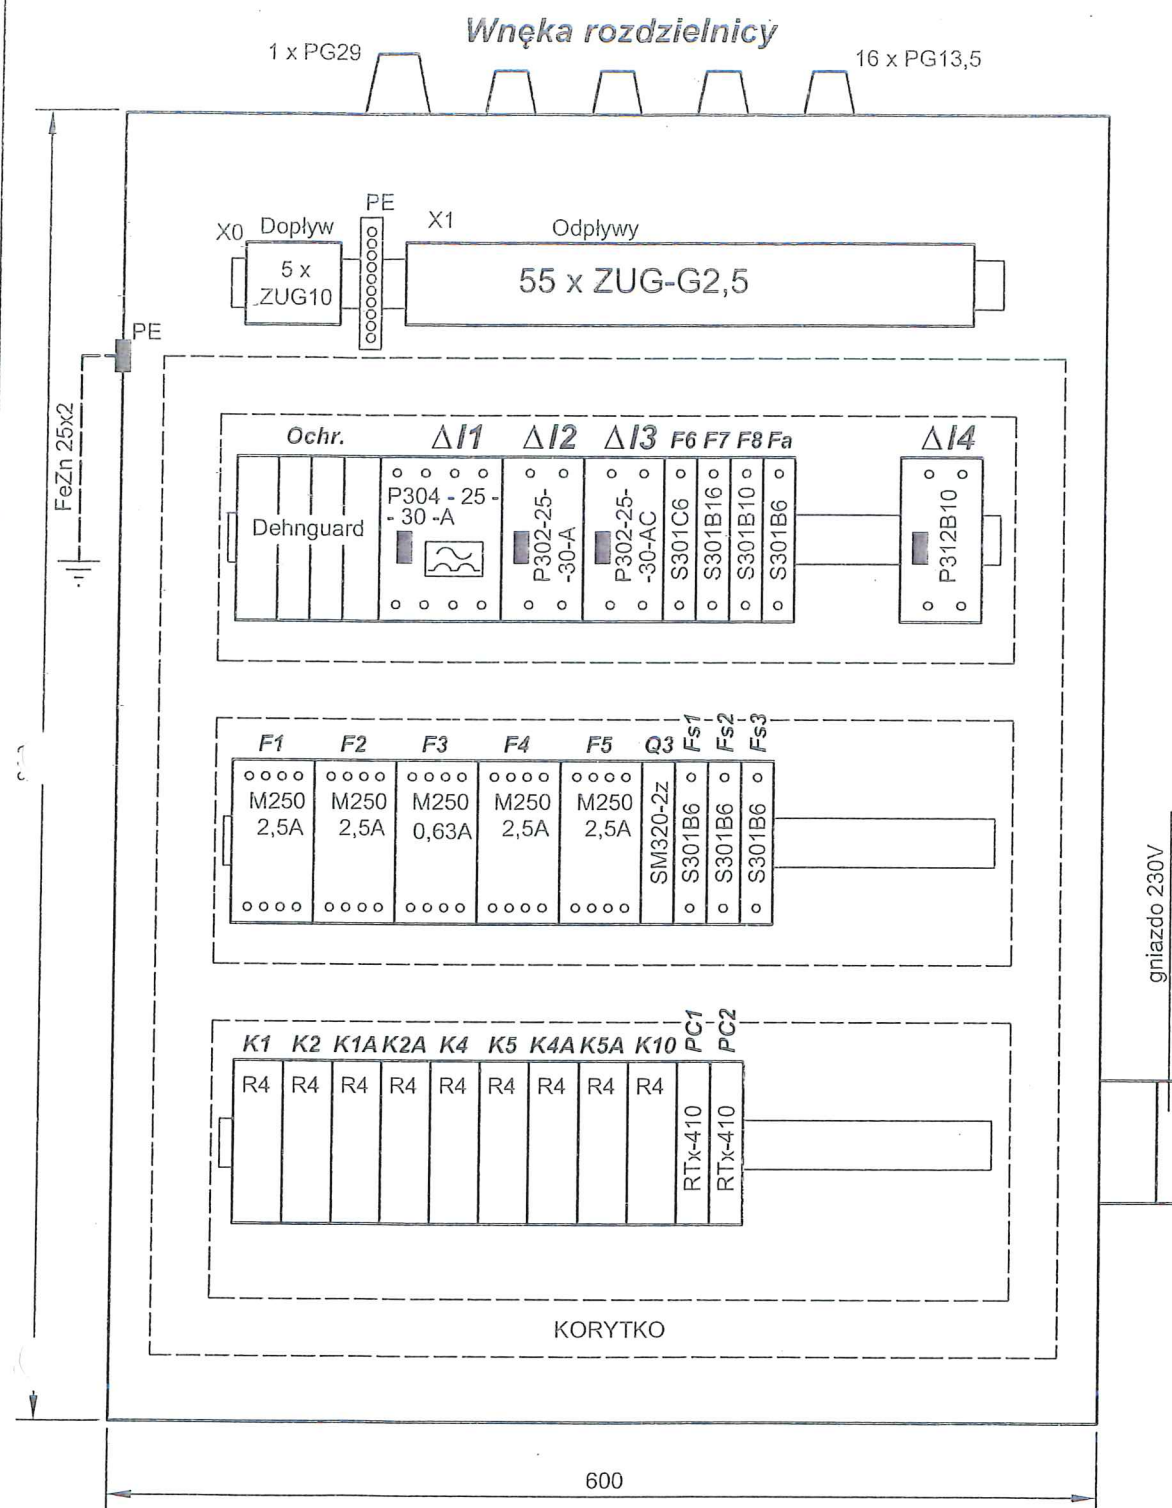 Wnęka rozdzielnicy
1 x PG29
16 x PG13,5
PE
X0
Dopływ
X1
Odpływy
5 x
ZUG10
55 x ZUG-G2,5
PE
FeZn 25x2
Ochr.
ΔI1
ΔI2
ΔI3
F6
F7
F8
Fa
ΔI4
Dehnguard
P304 - 25 -
- 30 -A
P302-25-
-30-A
P302-25-
-30-AC
S301C6
S301B16
S301B10
S301B6
P312B10
F1
F2
F3
F4
F5
Q3
Fs1
Fs2
Fs3
M250
2,5A
M250
2,5A
M250
0,63A
M250
2,5A
M250
2,5A
SM320-2z
S301B6
S301B6
S301B6
gniazdo 230V
K1
K2
K1A
K2A
K4
K5
K4A
K5A
K10
PC1
PC2
R4
R4
R4
R4
R4
R4
R4
R4
R4
RTx-410
RTx-410
KORYTKO
600